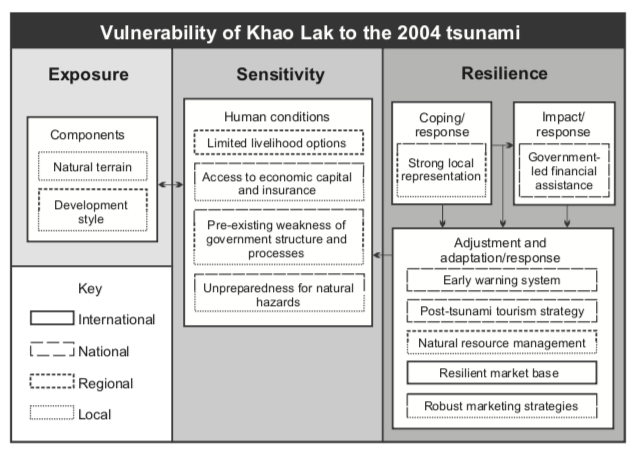 Vulnerability of Khao Lak to the 2004 tsunami
Exposure
Components
Natural terrain
Development
style
Key
International
National
Regional
Local
Sensitivity
Human conditions
Limited livelihood options
Access to economic capital
and insurance
Pre-existing weakness of
government structure and
processes
Unpreparedness for natural
hazards
Resilience
Coping/
response
Strong local
representation
Impact/
response
Government-
led financial
assistance
Adjustment and
adaptation/response
Early warning system
Post-tsunami tourism strategy
Natural resource management
Resilient market base
Robust marketing strategies